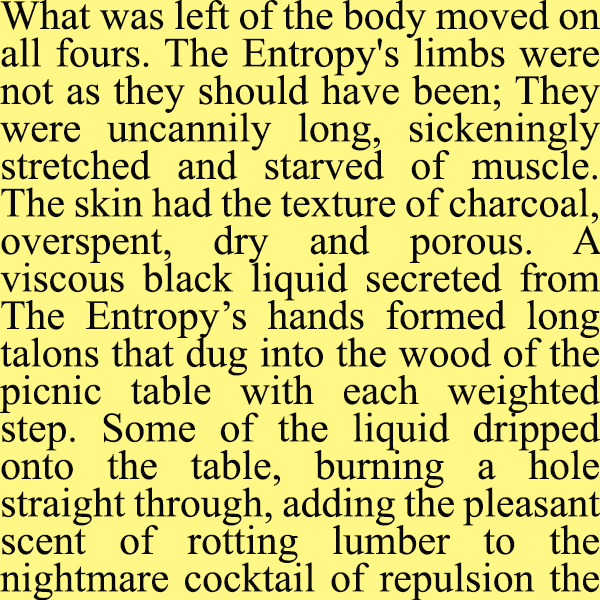 What was left of the body moved on
all fours. The Entropy's limbs were
not as they should have been; They
were uncannily long, sickeningly
stretched and starved of muscle.
The skin had the texture of charcoal,
overspent, dry and porous. A
viscous black liquid secreted from
The Entropy’s hands formed long
talons that dug into the wood of the
picnic table with each weighted
step. Some of the liquid dripped
onto the table, burning a hole
straight through, adding the pleasant
scent of rotting lumber to the
nightmare cocktail of repulsion the